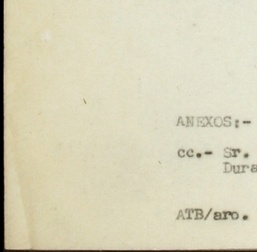 ANEXOS:-
cc.- Sr.
Dura
ATB/aro.